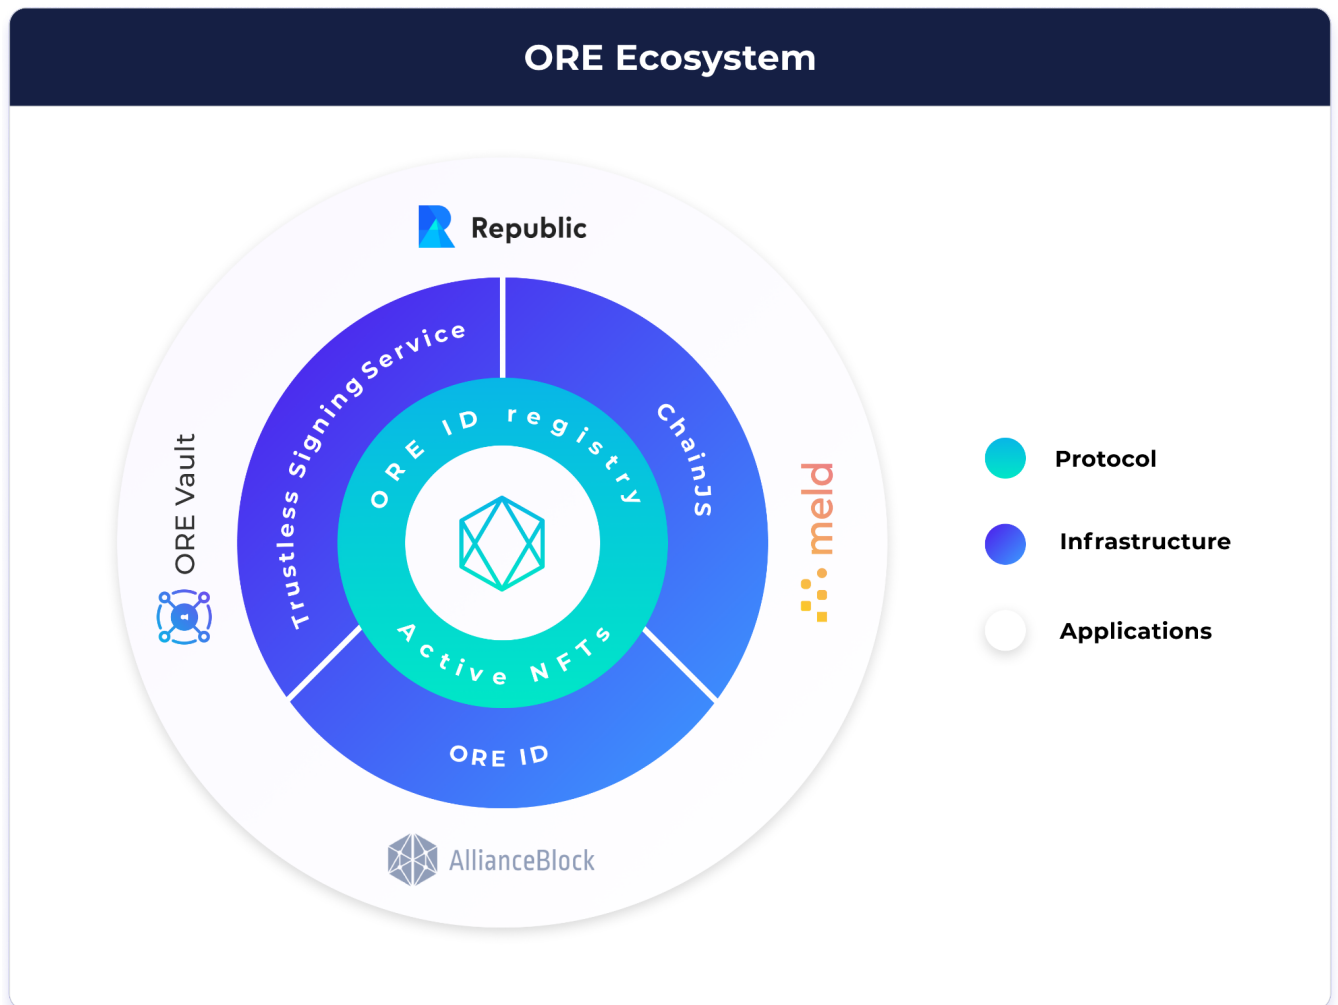 ORE Ecosystem
Republic
Trustless Signing Service
ChainJS
ORE ID registry
Active NFTs
ORE ID
ORE Vault
meld
AllianceBlock
Protocol
Infrastructure
Applications